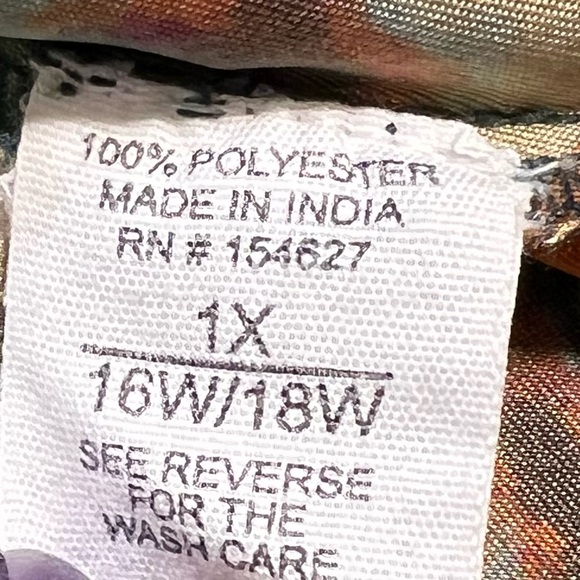 100% POLYESTER
MADE IN INDIA
RN # 154627
1X
16W/18W
SEE REVERSE
FOR THE
WASH CARE